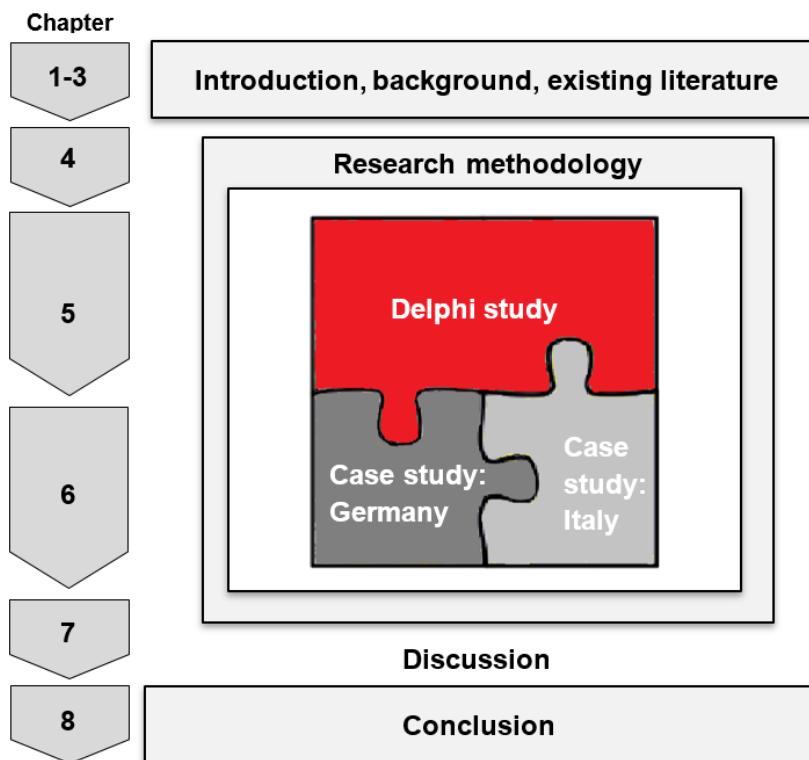 Chapter
1-3
Introduction, background, existing literature
4
Research methodology
5
Delphi study
6
Case study:
Germany
Case
study:
Italy
7
Discussion
8
Conclusion